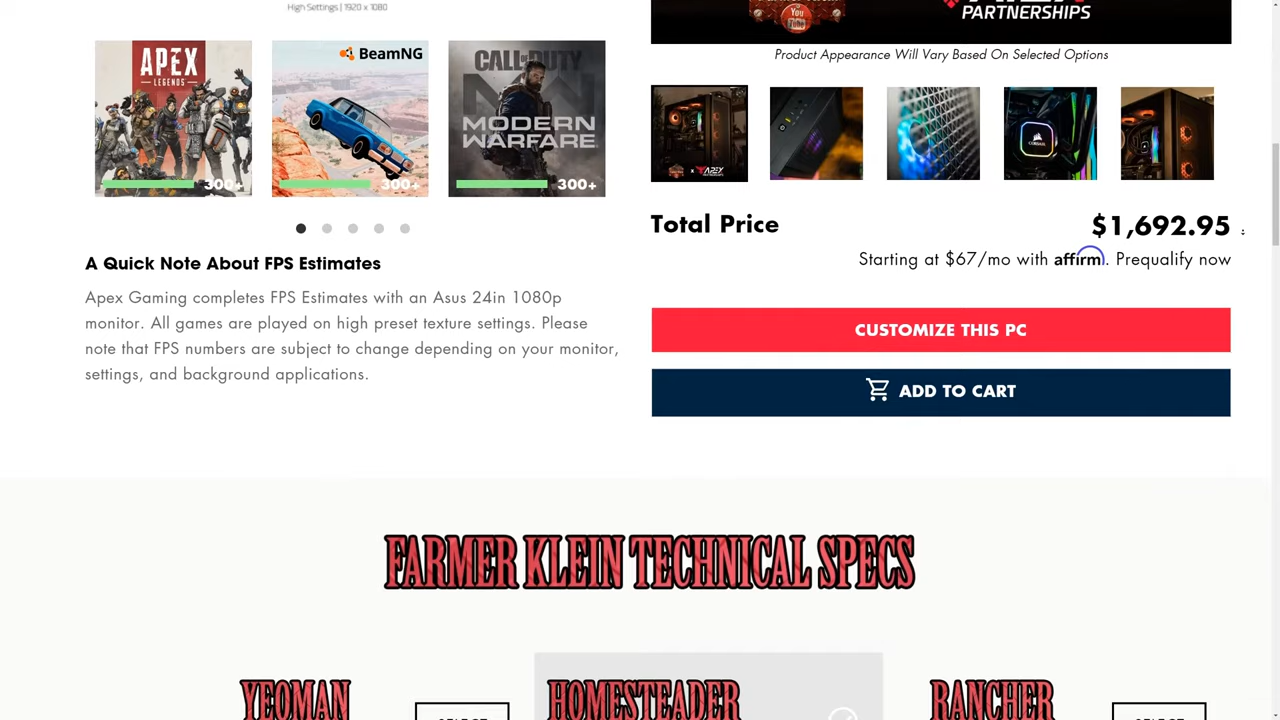 High Settings | 1920 x 1080
APEX
LEGENDS
300+
BeamNG
300+
CALL OF DUTY
MODERN
WARFARE
300+
A Quick Note About FPS Estimates
Apex Gaming completes FPS Estimates with an Asus 24in 1080p
monitor. All games are played on high preset texture settings. Please
note that FPS numbers are subject to change depending on your monitor,
settings, and background applications.
You
Tube
PARTNERSHIPS
Product Appearance Will Vary Based On Selected Options
APEX
CORSAIR
Total Price
$1,692.95
Starting at $67/mo with affirm. Prequalify now
CUSTOMIZE THIS PC
ADD TO CART
FARMER KLEIN TECHNICAL SPECS
YEOMAN
HOMESTEADER
RANCHER